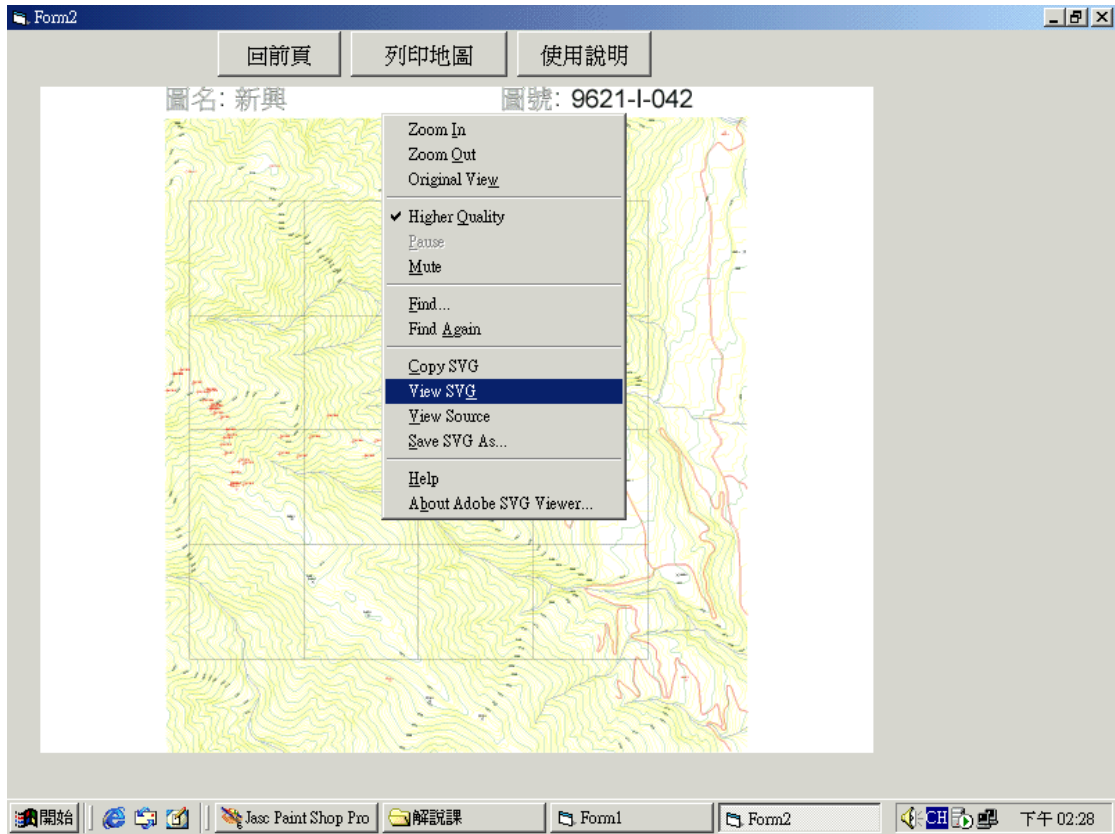 Form2
回前頁 列印地圖 使用說明
圖名: 新興 圖號: 9621-I-042
Zoom In
Zoom Out
Original View
Higher Quality
Pause
Mute
Find...
Find Again
Copy SVG
View SVG
View Source
Save SVG As...
Help
About Adobe SVG Viewer...
開始 Jasc Paint Shop Pro 解說課 Form1 Form2 CH 下午 02:28